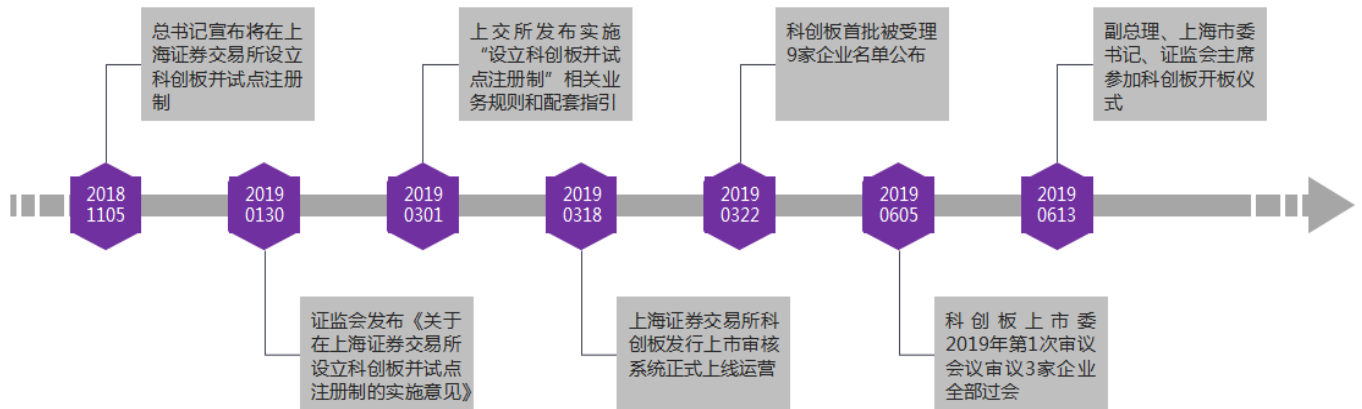 总书记宣布将在上
海证券交易所设立
科创板并试点注册
制
上交所发布实施
“设立科创板并试
点注册制”相关业
务规则和配套指引
科创板首批被受理
9家企业名单公布
副总理、上海市委
书记、证监会主席
参加科创板开板仪
式
2018
1105
2019
0130
2019
0301
2019
0318
2019
0322
2019
0605
2019
0613
证监会发布《关于
在上海证券交易所
设立科创板并试点
注册制的实施意见》
上海证券交易所科
创板发行上市审核
系统正式上线运营
科创板上市委
2019年第1次审议
会议审议3家企业
全部过会